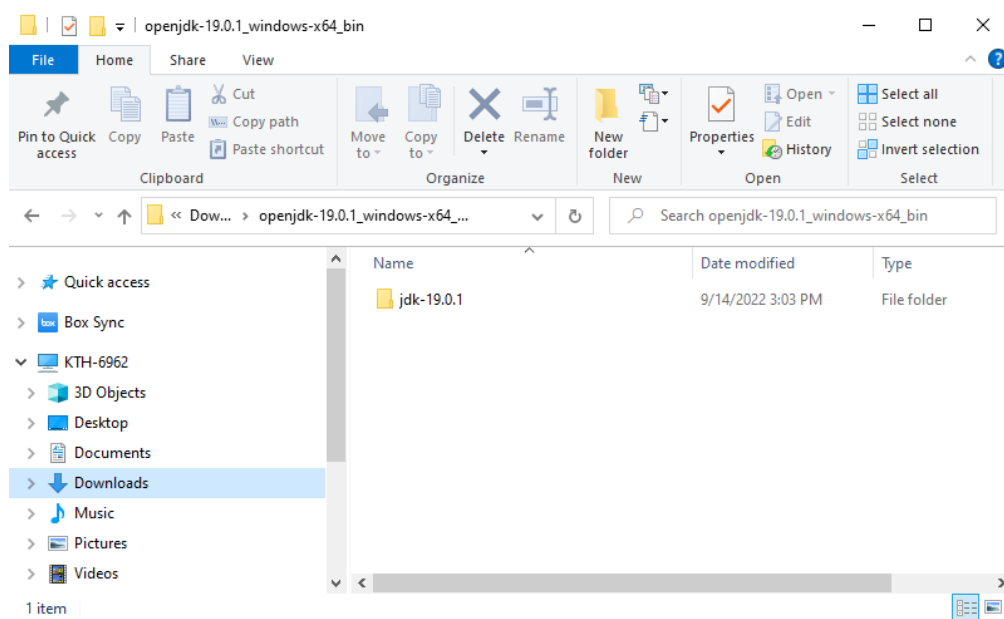 openjdk-19.0.1_windows-x64_bin
File Home Share View
Pin to Quick access
Copy
Paste
Cut
Copy path
Paste shortcut
Move to
Copy to
Delete
Rename
New folder
Properties
Open
Edit
History
Select all
Select none
Invert selection
Clipboard Organize New Open Select
« Dow... › openjdk-19.0.1_windows-x64_...
Search openjdk-19.0.1_windows-x64_bin
Name Date modified Type
jdk-19.0.1 9/14/2022 3:03 PM File folder
Quick access
box Box Sync
KTH-6962
3D Objects
Desktop
Documents
Downloads
Music
Pictures
Videos
1 item